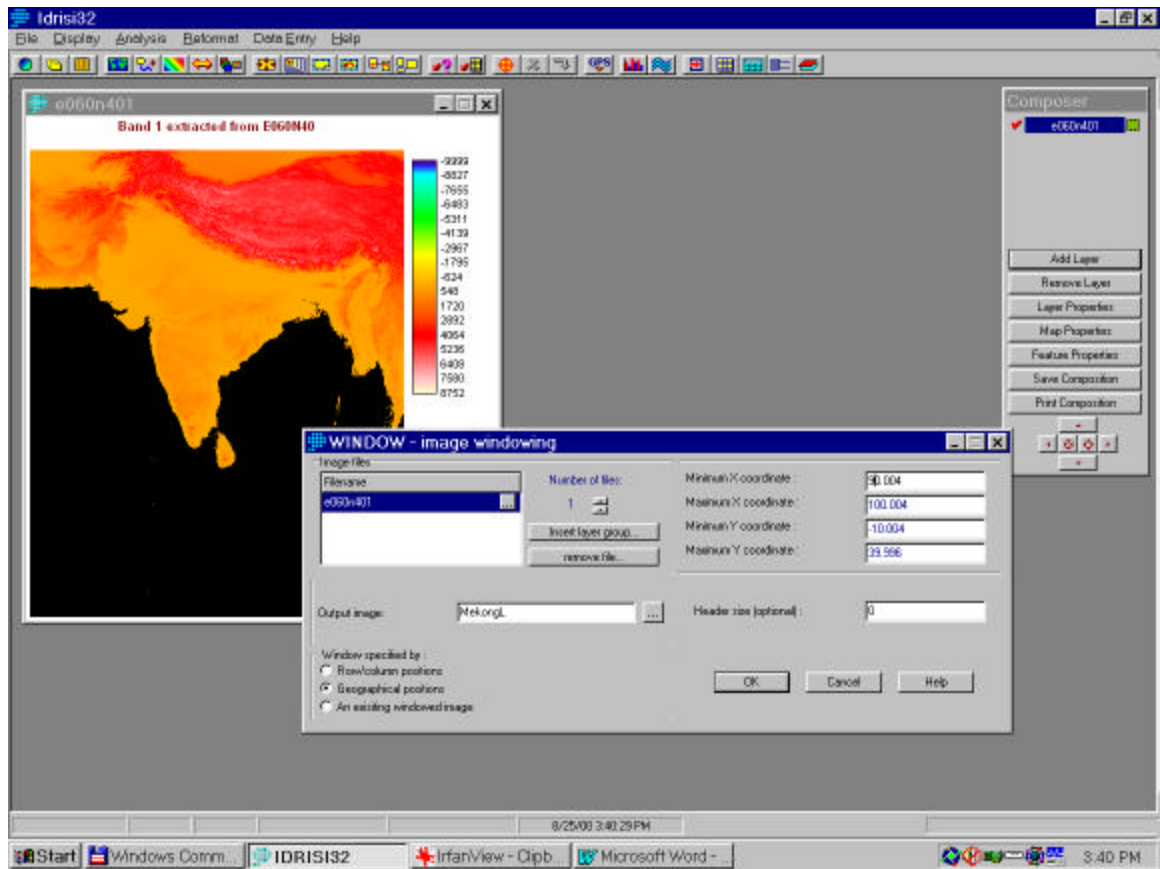 Idrisi32
File Display Analysis Reformat Data Entry Help
e060n401
Band 1 extracted from E060N40
-9999
-8827
-7655
-6483
-5311
-4139
-2967
-1795
-624
548
1720
2892
4064
5236
6408
7580
8752
Composer
e060n401
Add Layer
Remove Layer
Layer Properties
Map Properties
Feature Properties
Save Composition
Print Composition
WINDOW - image windowing
Image files
Filename
e060n401
Number of files:
1
Insert layer group...
remove file...
Minimum X coordinate :
90.004
Maximum X coordinate :
100.004
Minimum Y coordinate :
-10.004
Maximum Y coordinate :
39.996
Output image:
MekongL
...
Header size (optional) :
0
Window specified by :
Row/column positions
Geographical positions
An existing windowed image
OK
Cancel
Help
8/25/00 3:40:29 PM
Start
Windows Comm...
IDRISI32
IrfanView - Clipb...
Microsoft Word - ...
3:40 PM